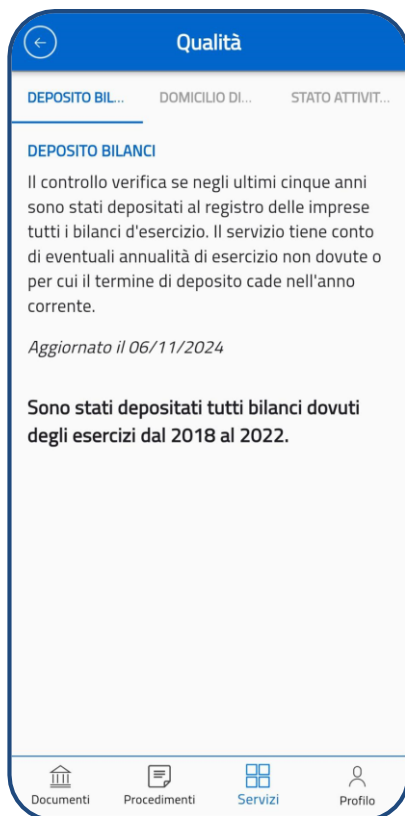 Qualità
DEPOSITO BIL...
DOMICILIO DI...
STATO ATTIVIT...
DEPOSITO BILANCI
Il controllo verifica se negli ultimi cinque anni
sono stati depositati al registro delle imprese
tutti i bilanci d'esercizio. Il servizio tiene conto
di eventuali annualità di esercizio non dovute o
per cui il termine di deposito cade nell'anno
corrente.
Aggiornato il 06/11/2024
Sono stati depositati tutti bilanci dovuti
degli esercizi dal 2018 al 2022.
Documenti
Procedimenti
Servizi
Profilo